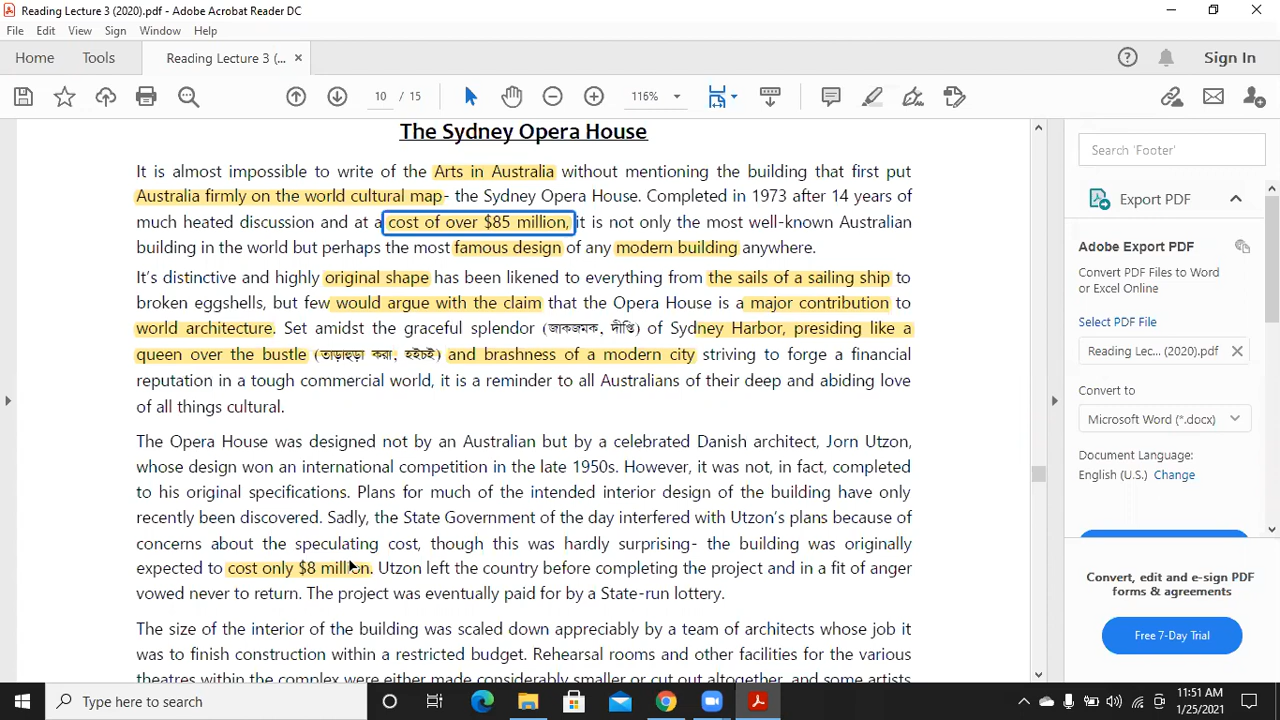 Reading Lecture 3 (2020).pdf - Adobe Acrobat Reader DC
File Edit View Sign Window Help
Home Tools Reading Lecture 3 (... × Sign In
10 / 15 116%
The Sydney Opera House
It is almost impossible to write of the Arts in Australia without mentioning the building that first put
Australia firmly on the world cultural map- the Sydney Opera House. Completed in 1973 after 14 years of
much heated discussion and at a cost of over $85 million, it is not only the most well-known Australian
building in the world but perhaps the most famous design of any modern building anywhere.
It's distinctive and highly original shape has been likened to everything from the sails of a sailing ship to
broken eggshells, but few would argue with the claim that the Opera House is a major contribution to
world architecture. Set amidst the graceful splendor (জাকজমক, দীপ্তি) of Sydney Harbor, presiding like a
queen over the bustle (তাড়াহুড়া করা, হইচই) and brashness of a modern city striving to forge a financial
reputation in a tough commercial world, it is a reminder to all Australians of their deep and abiding love
of all things cultural.
The Opera House was designed not by an Australian but by a celebrated Danish architect, Jorn Utzon,
whose design won an international competition in the late 1950s. However, it was not, in fact, completed
to his original specifications. Plans for much of the intended interior design of the building have only
recently been discovered. Sadly, the State Government of the day interfered with Utzon's plans because of
concerns about the speculating cost, though this was hardly surprising- the building was originally
expected to cost only $8 million. Utzon left the country before completing the project and in a fit of anger
vowed never to return. The project was eventually paid for by a State-run lottery.
The size of the interior of the building was scaled down appreciably by a team of architects whose job it
was to finish construction within a restricted budget. Rehearsal rooms and other facilities for the various
theatres within the complex were either made considerably smaller or cut out altogether, and some artists
Search 'Footer'
Export PDF
Adobe Export PDF
Convert PDF Files to Word
or Excel Online
Select PDF File
Reading Lec... (2020).pdf
Convert to
Microsoft Word (*.docx)
Document Language:
English (U.S.) Change
Convert, edit and e-sign PDF
forms & agreements
Free 7-Day Trial
Type here to search
11:51 AM
1/25/2021